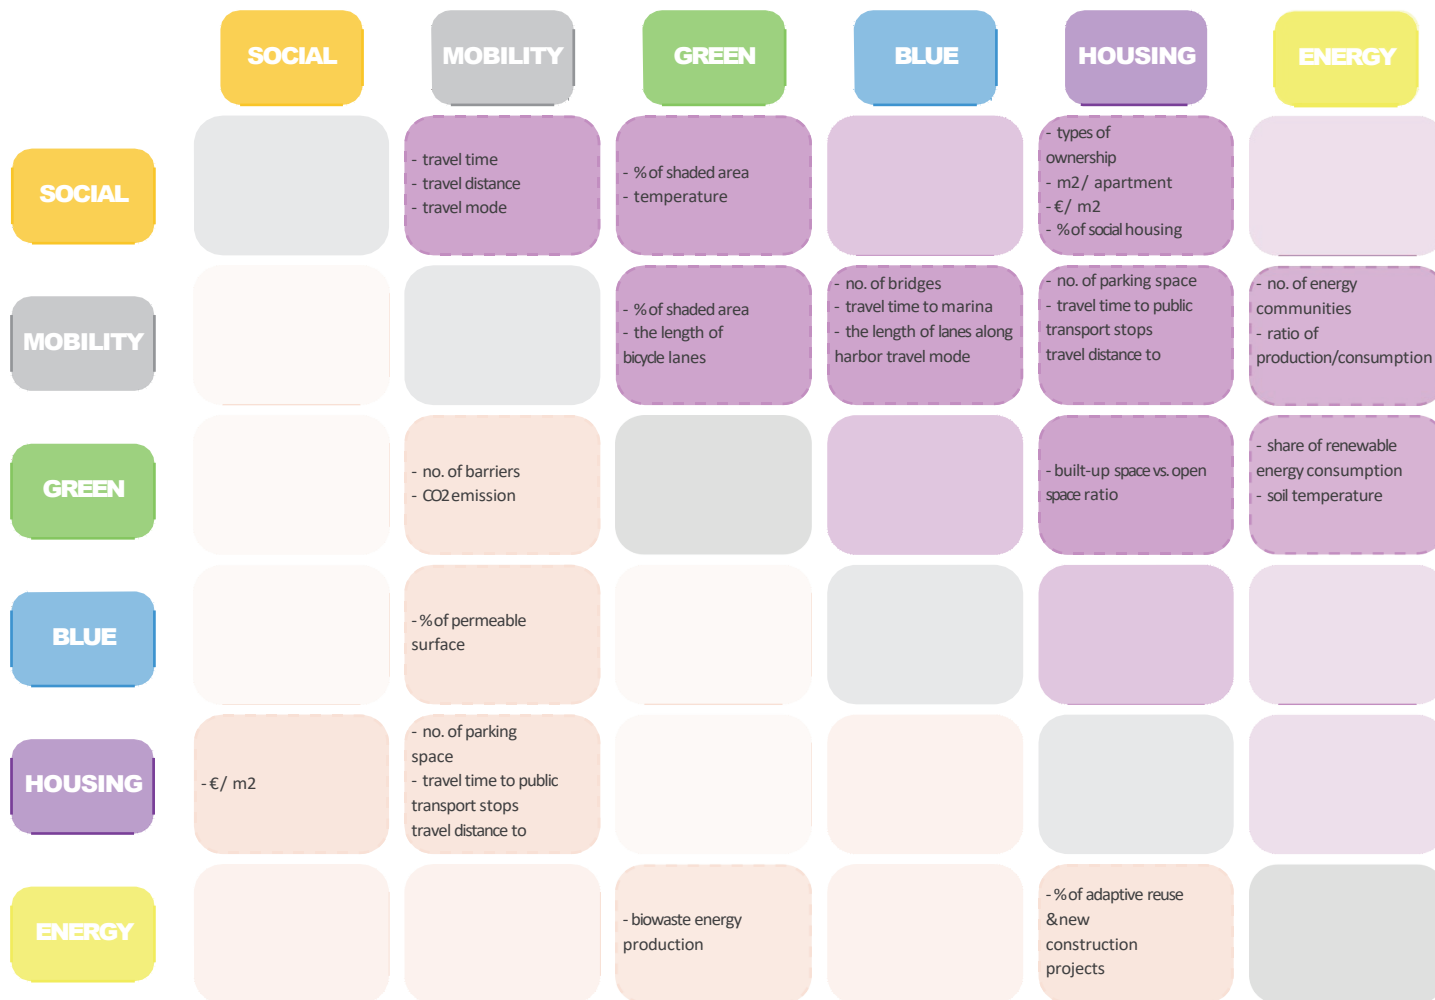 SOCIAL
MOBILITY
GREEN
BLUE
HOUSING
ENERGY
SOCIAL
- travel time
- travel distance
- travel mode
- % of shaded area
- temperature
- types of
ownership
- m2/ apartment
- €/ m2
- % of social housing
MOBILITY
- % of shaded area
- the length of
bicycle lanes
- no. of bridges
- travel time to marina
- the length of lanes along
harbor travel mode
- no. of parking space
- travel time to public
transport stops
travel distance to
- no. of energy
communities
- ratio of
production/consumption
GREEN
- no. of barriers
- CO2 emission
- built-up space vs. open
space ratio
- share of renewable
energy consumption
- soil temperature
BLUE
- % of permeable
surface
HOUSING
- €/ m2
- no. of parking
space
- travel time to public
transport stops
travel distance to
ENERGY
- biowaste energy
production
- % of adaptive reuse
& new
construction
projects